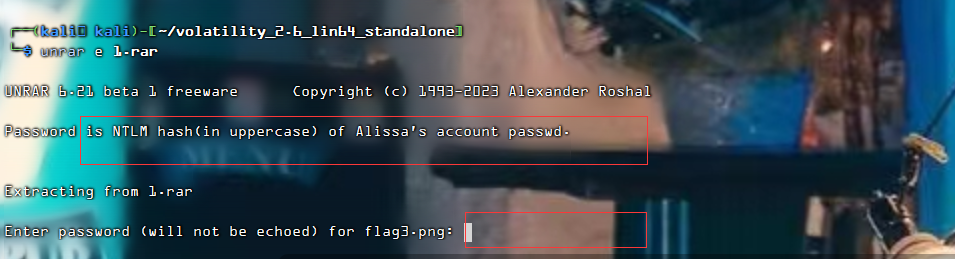 ┌──(kali㉿kali)-[~/volatility_2.6_lin64_standalone]
└─$ unrar e 1.rar
UNRAR 6.21 beta 1 freeware      Copyright (c) 1993-2023 Alexander Roshal
Password is NTLM hash(in uppercase) of Alissa's account passwd.
Extracting from 1.rar
Enter password (will not be echoed) for flag3.png: